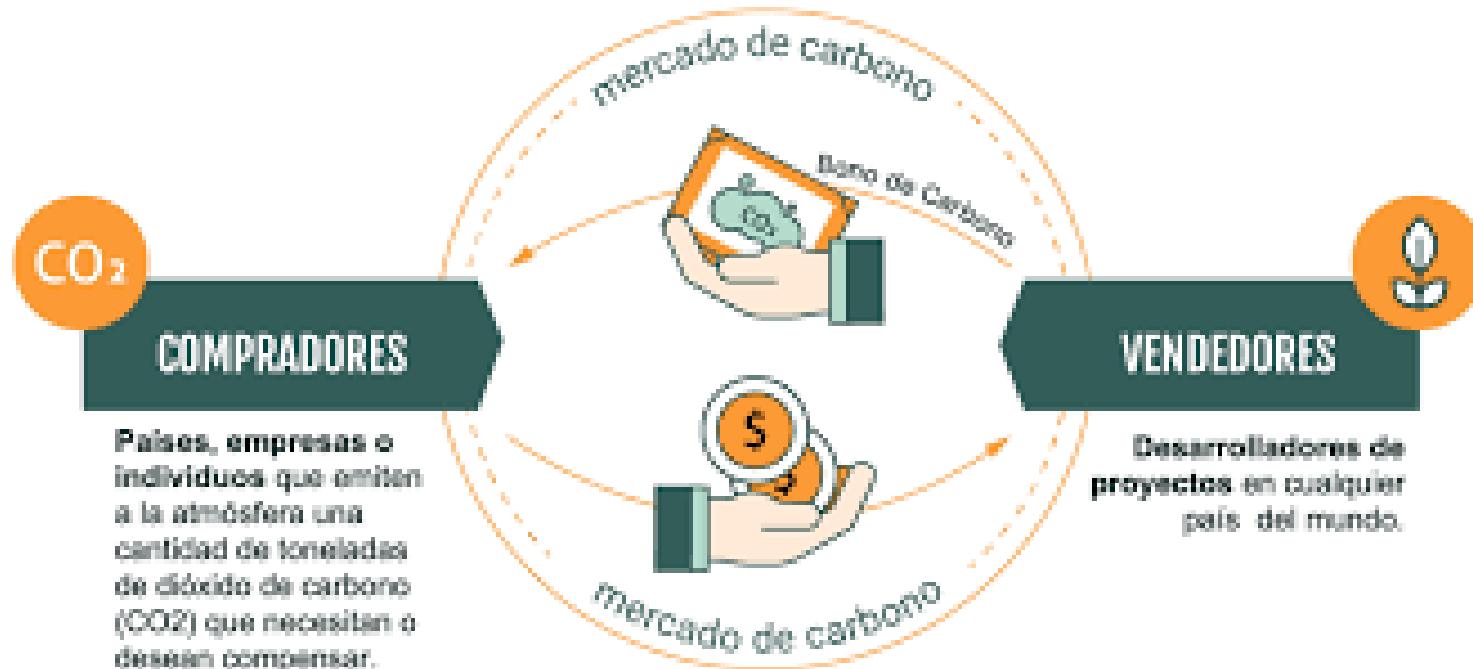 mercado de carbono
Bono de Carbono
CO₂
CO₂
COMPRADORES
VENDEDORES
$
$
Países, empresas o
individuos que emiten
a la atmósfera una
cantidad de toneladas
de dióxido de carbono
(CO2) que necesitan o
desean compensar.
Desarrolladores de
proyectos en cualquier
país del mundo.
mercado de carbono